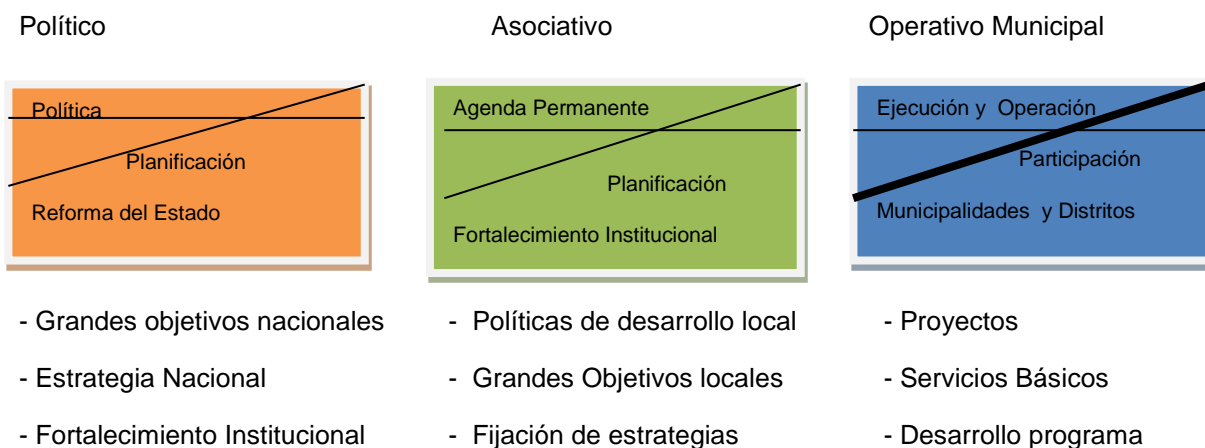 Político
Asociativo
Operativo Municipal
Política
Planificación
Reforma del Estado
Agenda Permanente
Planificación
Fortalecimiento Institucional
Ejecución y Operación
Participación
Municipalidades y Distritos
- Grandes objetivos nacionales
- Estrategia Nacional
- Fortalecimiento Institucional
- Políticas de desarrollo local
- Grandes Objetivos locales
- Fijación de estrategias
- Proyectos
- Servicios Básicos
- Desarrollo programa